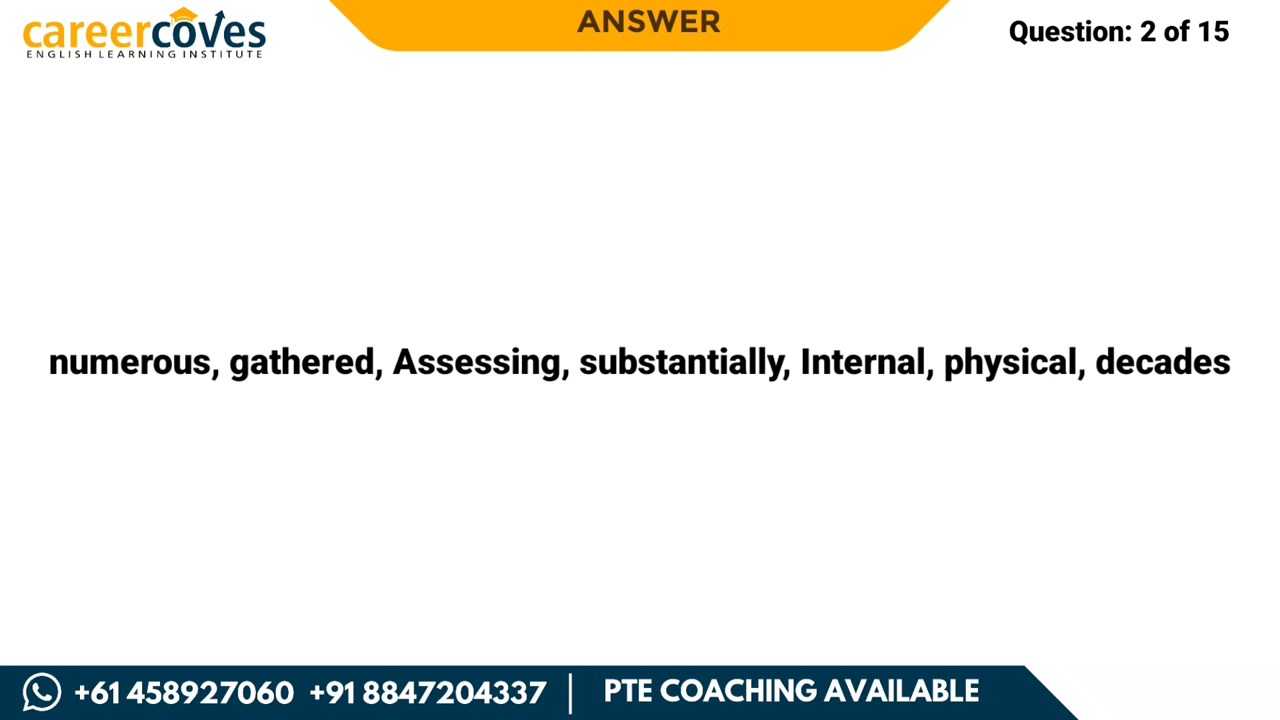 careercoves
ENGLISH LEARNING INSTITUTE
ANSWER
Question: 2 of 15
numerous, gathered, Assessing, substantially, Internal, physical, decades
+61 458927060 +91 8847204337 | PTE COACHING AVAILABLE